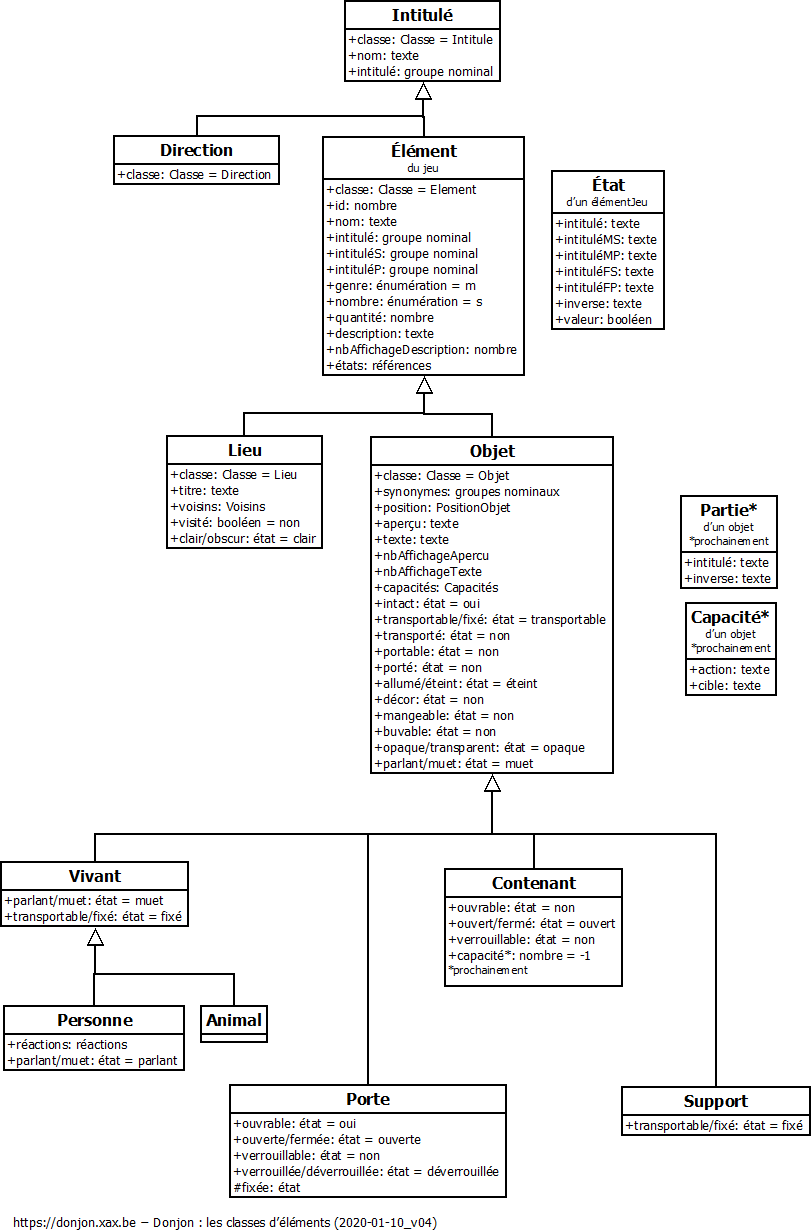 Intitulé
+classe: Classe = Intitule
+nom: texte
+intitulé: groupe nominal
Direction
+classe: Classe = Direction
Élément
du jeu
+classe: Classe = Element
+id: nombre
+nom: texte
+intitulé: groupe nominal
+intituléS: groupe nominal
+intituléP: groupe nominal
+genre: énumération = m
+nombre: énumération = s
+quantité: nombre
+description: texte
+nbAffichageDescription: nombre
+états: références
État
d'un élémentJeu
+intitulé: texte
+intituléMS: texte
+intituléMP: texte
+intituléFS: texte
+intituléFP: texte
+inverse: texte
+valeur: booléen
Lieu
+classe: Classe = Lieu
+titre: texte
+voisins: Voisins
+visité: booléen = non
+clair/obscur: état = clair
Objet
+classe: Classe = Objet
+synonymes: groupes nominaux
+position: PositionObjet
+aperçu: texte
+texte: texte
+nbAffichageApercu
+nbAffichageTexte
+capacités: Capacités
+intact: état = oui
+transportable/fixé: état = transportable
+transporté: état = non
+portable: état = non
+porté: état = non
+allumé/éteint: état = éteint
+décor: état = non
+mangeable: état = non
+buvable: état = non
+opaque/transparent: état = opaque
+parlant/muet: état = muet
Partie*
d'un objet
*prochainement
+intitulé: texte
+inverse: texte
Capacité*
d'un objet
*prochainement
+action: texte
+cible: texte
Vivant
+parlant/muet: état = muet
+transportable/fixé: état = fixé
Contenant
+ouvrable: état = non
+ouvert/fermé: état = ouvert
+verrouillable: état = non
+capacité*: nombre = -1
*prochainement
Personne
+réactions: réactions
+parlant/muet: état = parlant
Animal
Porte
+ouvrable: état = oui
+ouverte/fermée: état = ouverte
+verrouillable: état = non
+verrouillée/déverrouillée: état = déverrouillée
#fixée: état
Support
+transportable/fixé: état = fixé
https://donjon.xax.be − Donjon : les classes d'éléments (2020-01-10_v04)